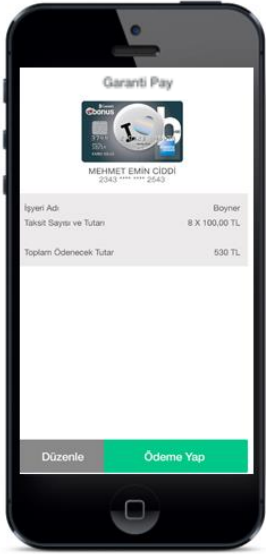 Garanti Pay
bonus
MEHMET EMİN CİDDİ
2343 **** **** 2543
İşyeri Adı Boyner
Taksit Sayısı ve Tutarı 8 X 100,00 TL
Toplam Ödenecek Tutar 530 TL
Düzenle Ödeme Yap